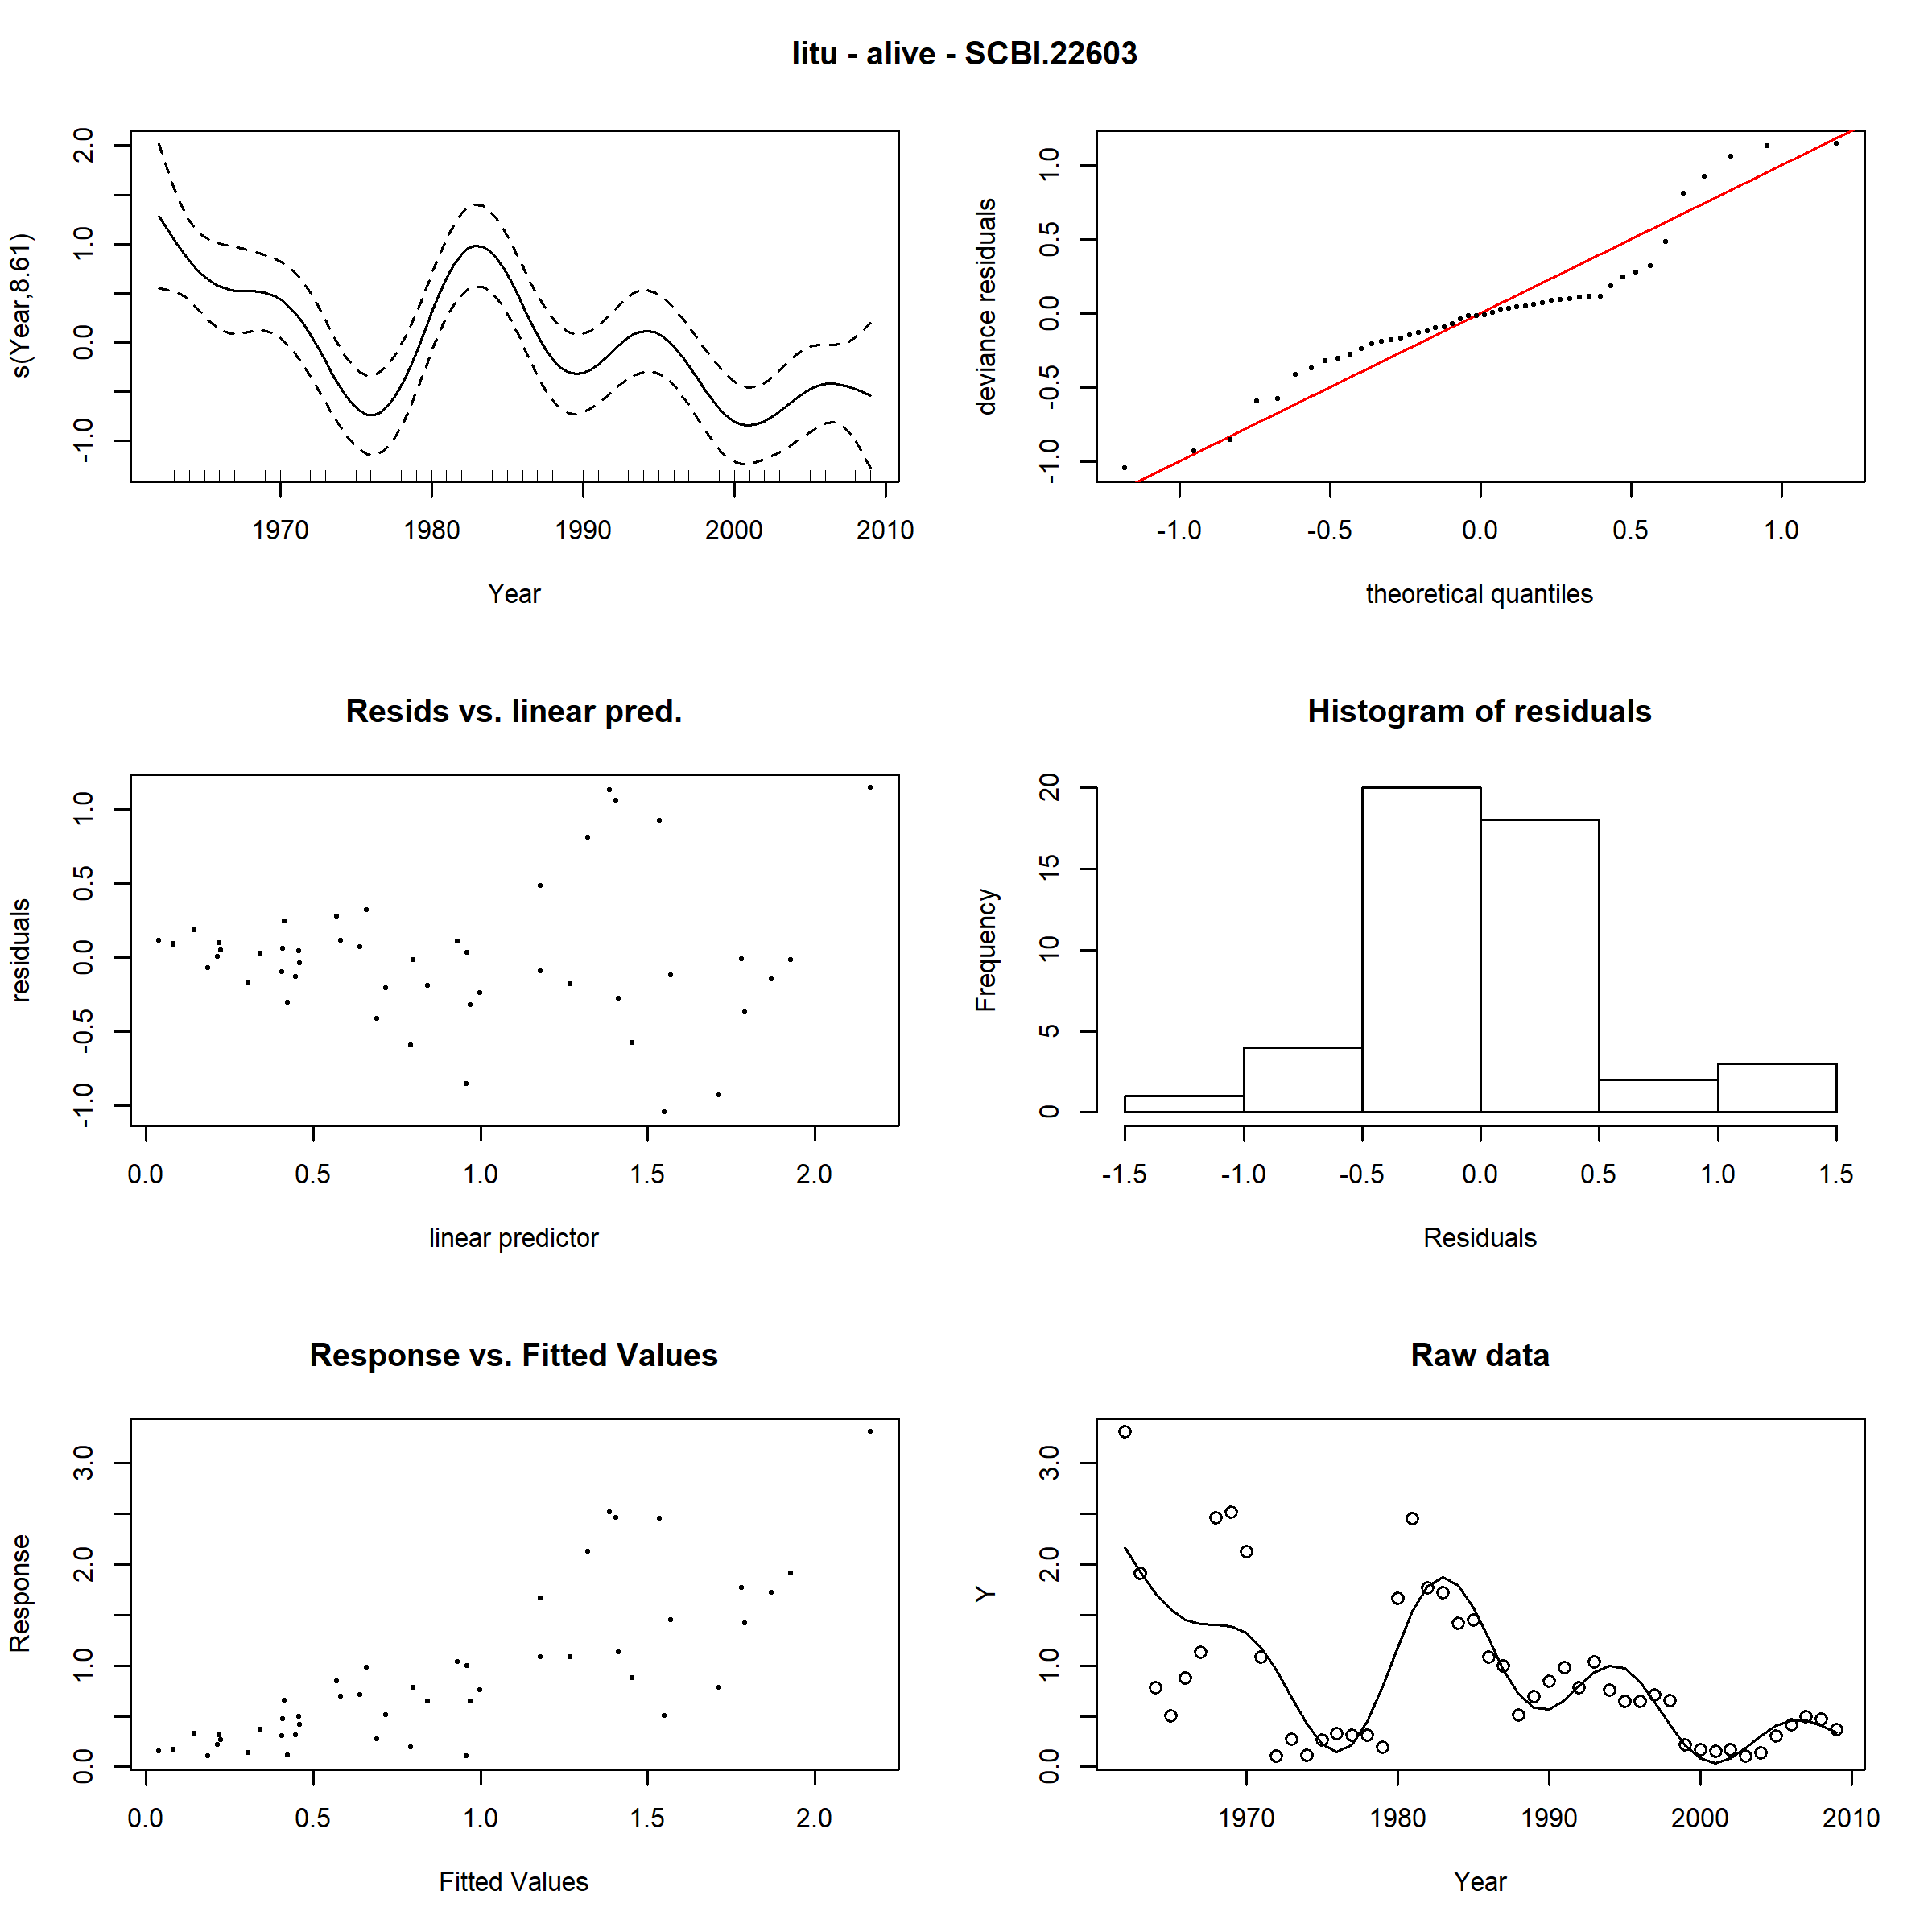 litu - alive - SCBI.22603
s(Year,8.61)
2.0
1.0
0.0
-1.0
1970 1980 1990 2000 2010
Year
deviance residuals
1.0
0.5
0.0
-0.5
-1.0
-1.0 -0.5 0.0 0.5 1.0
theoretical quantiles
Resids vs. linear pred.
residuals
1.0
0.5
0.0
-0.5
-1.0
0.0 0.5 1.0 1.5 2.0
linear predictor
Histogram of residuals
Frequency
20
15
10
5
0
-1.5 -1.0 -0.5 0.0 0.5 1.0 1.5
Residuals
Response vs. Fitted Values
Response
3.0
2.0
1.0
0.0
0.0 0.5 1.0 1.5 2.0
Fitted Values
Raw data
Y
3.0
2.0
1.0
0.0
1970 1980 1990 2000 2010
Year